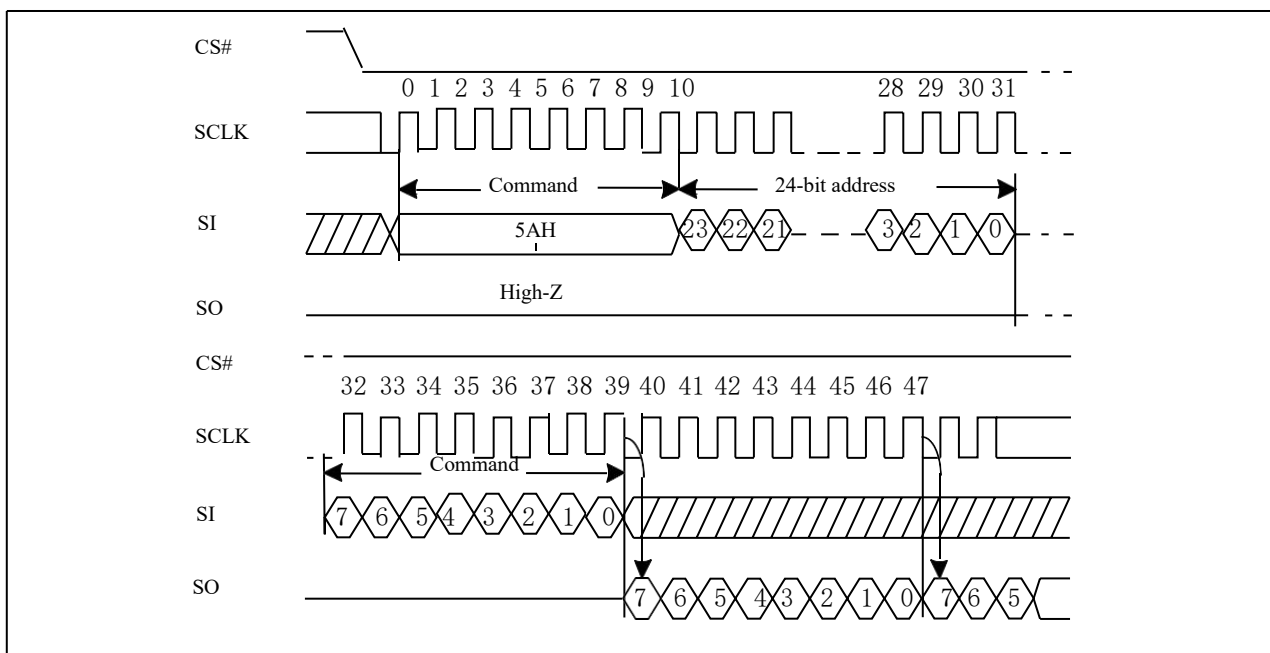 CS#
0 1 2 3 4 5 6 7 8 9 10 28 29 30 31
SCLK
Command 24-bit address
SI 5AH 23 22 21 3 2 1 0
High-Z
SO
CS#
32 33 34 35 36 37 38 39 40 41 42 43 44 45 46 47
SCLK
Command
SI 7 6 5 4 3 2 1 0
SO 7 6 5 4 3 2 1 0 7 6 5